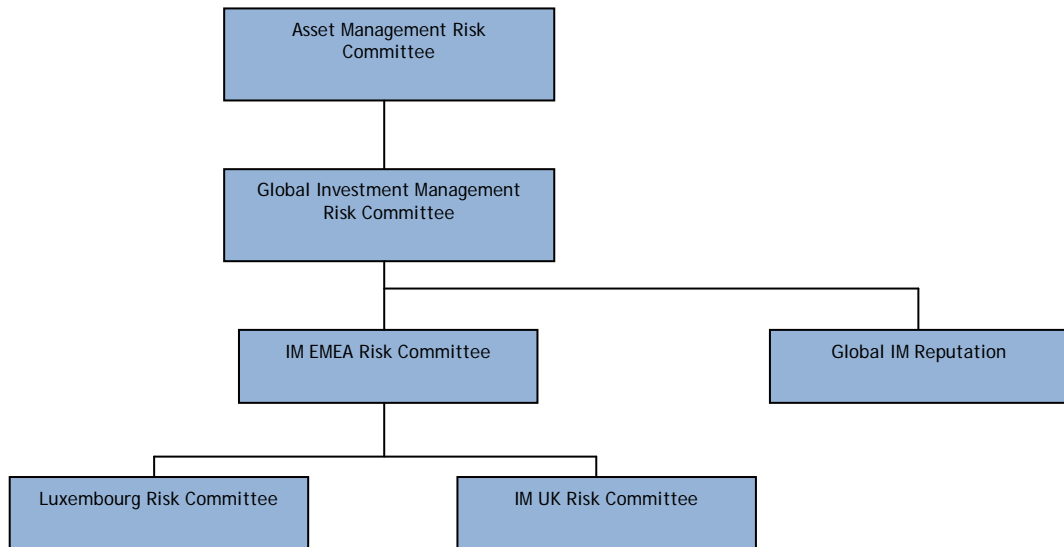 Asset Management Risk
Committee
Global Investment Management
Risk Committee
IM EMEA Risk Committee
Global IM Reputation
Luxembourg Risk Committee
IM UK Risk Committee